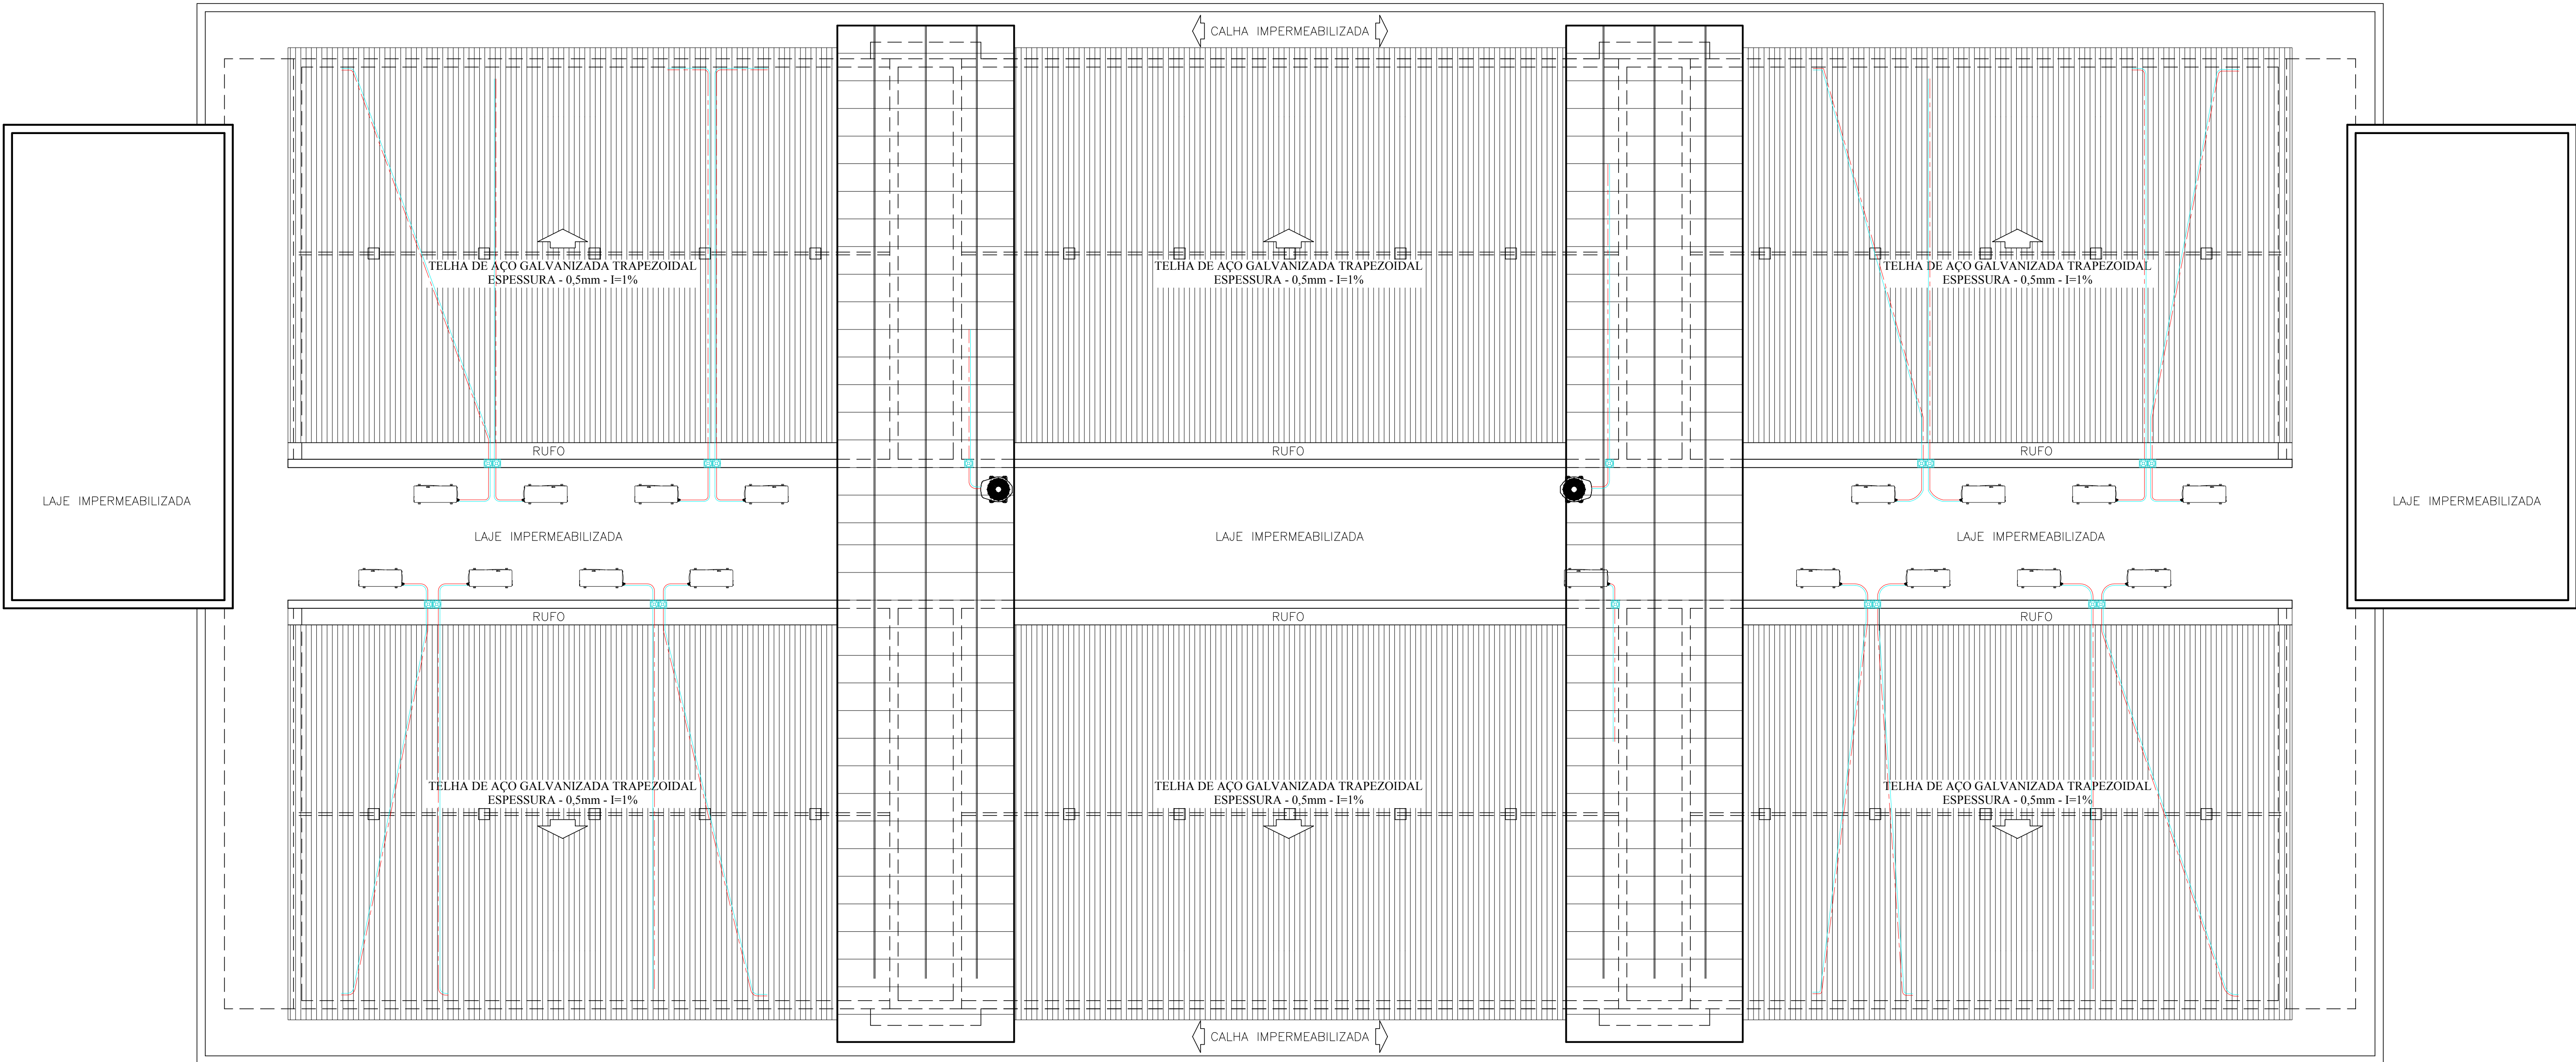 CALHA IMPERMEABILIZADA
TELHA DE AÇO GALVANIZADA TRAPEZOIDAL
ESPESSURA - 0,5mm - I=1%
TELHA DE AÇO GALVANIZADA TRAPEZOIDAL
ESPESSURA - 0,5mm - I=1%
TELHA DE AÇO GALVANIZADA TRAPEZOIDAL
ESPESSURA - 0,5mm - I=1%
RUFO
RUFO
RUFO
LAJE IMPERMEABILIZADA
LAJE IMPERMEABILIZADA
LAJE IMPERMEABILIZADA
LAJE IMPERMEABILIZADA
LAJE IMPERMEABILIZADA
RUFO
RUFO
RUFO
TELHA DE AÇO GALVANIZADA TRAPEZOIDAL
ESPESSURA - 0,5mm - I=1%
TELHA DE AÇO GALVANIZADA TRAPEZOIDAL
ESPESSURA - 0,5mm - I=1%
TELHA DE AÇO GALVANIZADA TRAPEZOIDAL
ESPESSURA - 0,5mm - I=1%
CALHA IMPERMEABILIZADA